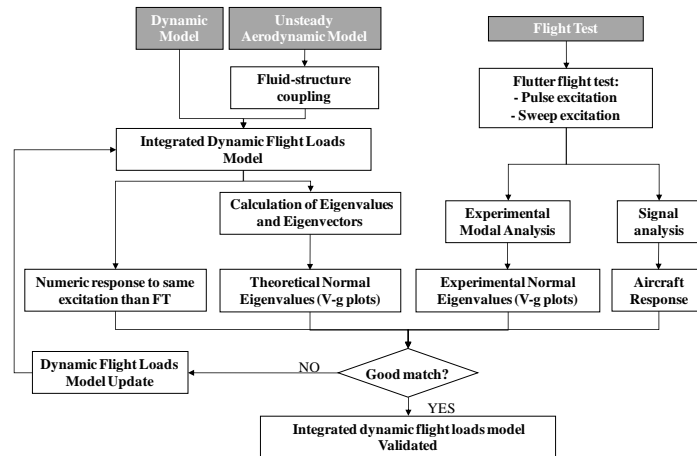 Dynamic
Model
Unsteady
Aerodynamic Model
Flight Test
Fluid-structure
coupling
Flutter flight test:
- Pulse excitation
- Sweep excitation
Integrated Dynamic Flight Loads
Model
Calculation of Eigenvalues
and Eigenvectors
Experimental
Modal Analysis
Signal
analysis
Numeric response to same
excitation than FT
Theoretical Normal
Eigenvalues (V-g plots)
Experimental Normal
Eigenvalues (V-g plots)
Aircraft
Response
Dynamic Flight Loads
Model Update
NO
Good match?
YES
Integrated dynamic flight loads model
Validated